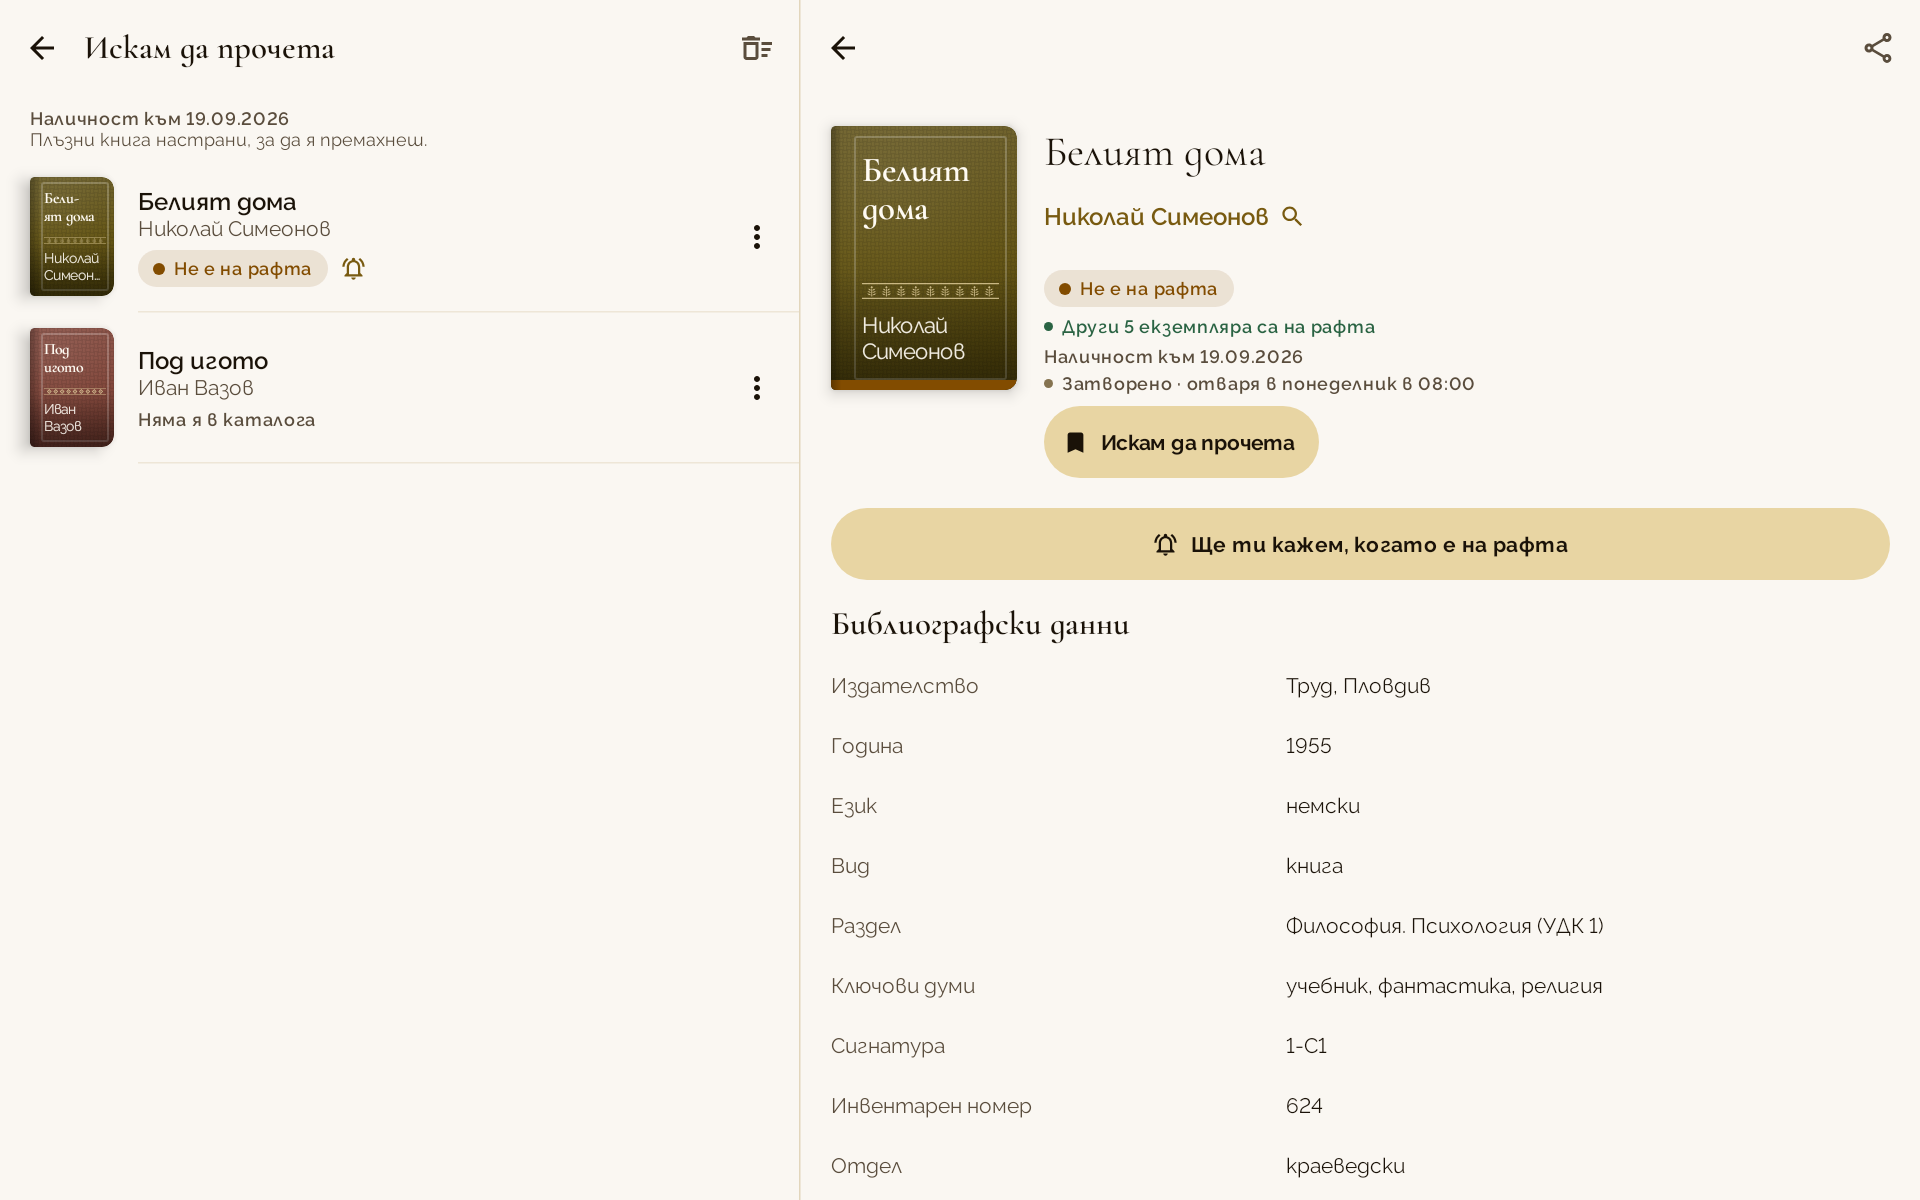 Искам да прочета
Наличност към 19.09.2026
Плъзни книга настрани, за да я премахнеш.
Бели-
ят дома
Николай
Симеон...
Белият дома
Николай Симеонов
Не е на рафта
Под
игото
Иван
Вазов
Под игото
Иван Вазов
Няма я в каталога
Белият
дома
Николай
Симеонов
Белият дома
Николай Симеонов
Не е на рафта
Други 5 екземпляра са на рафта
Наличност към 19.09.2026
Затворено · отваря в понеделник в 08:00
Искам да прочета
Ще ти кажем, когато е на рафта
Библиографски данни
Издателство Труд, Пловдив
Година 1955
Език немски
Вид книга
Раздел Философия. Психология (УДК 1)
Ключови думи учебник, фантастика, религия
Сигнатура 1-С1
Инвентарен номер 624
Отдел краеведски